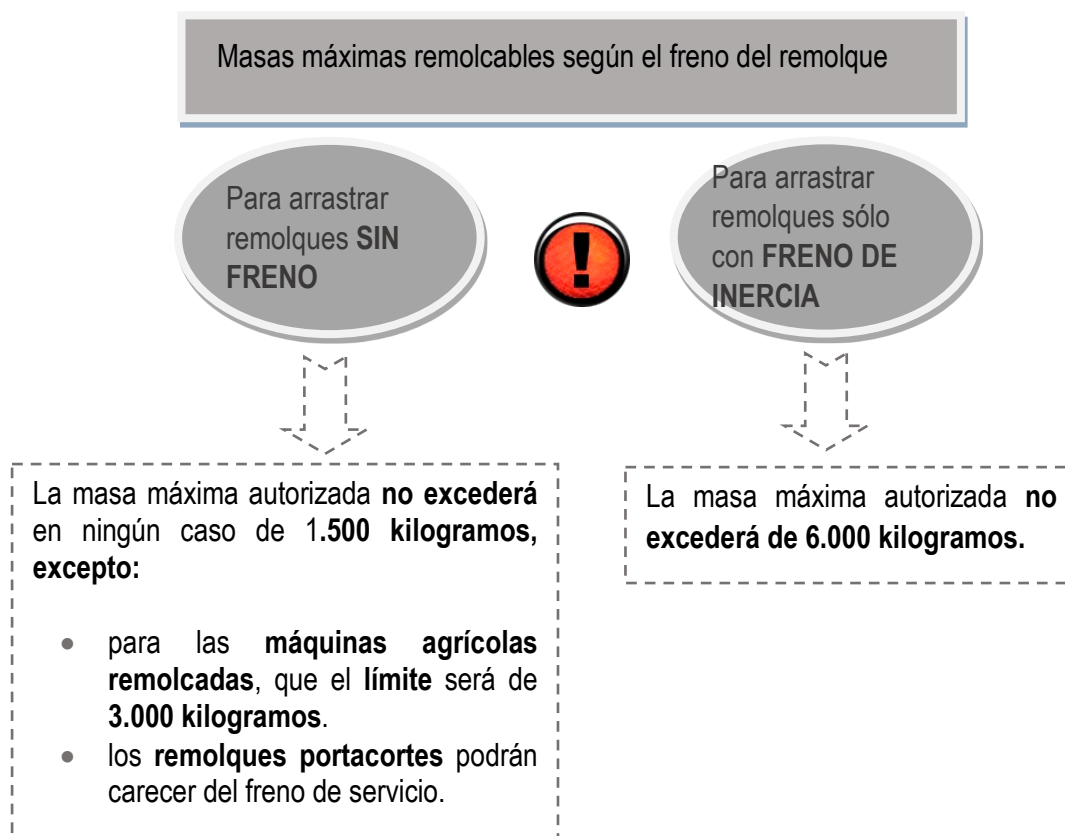 Masas máximas remolcables según el freno del remolque
Para arrastrar
remolques SIN
FRENO
Para arrastrar
remolques sólo
con FRENO DE
INERCIA
La masa máxima autorizada no excederá
en ningún caso de 1.500 kilogramos,
excepto:
• para las máquinas agrícolas
remolcadas, que el límite será de
3.000 kilogramos.
• los remolques portacortes podrán
carecer del freno de servicio.
La masa máxima autorizada no
excederá de 6.000 kilogramos.